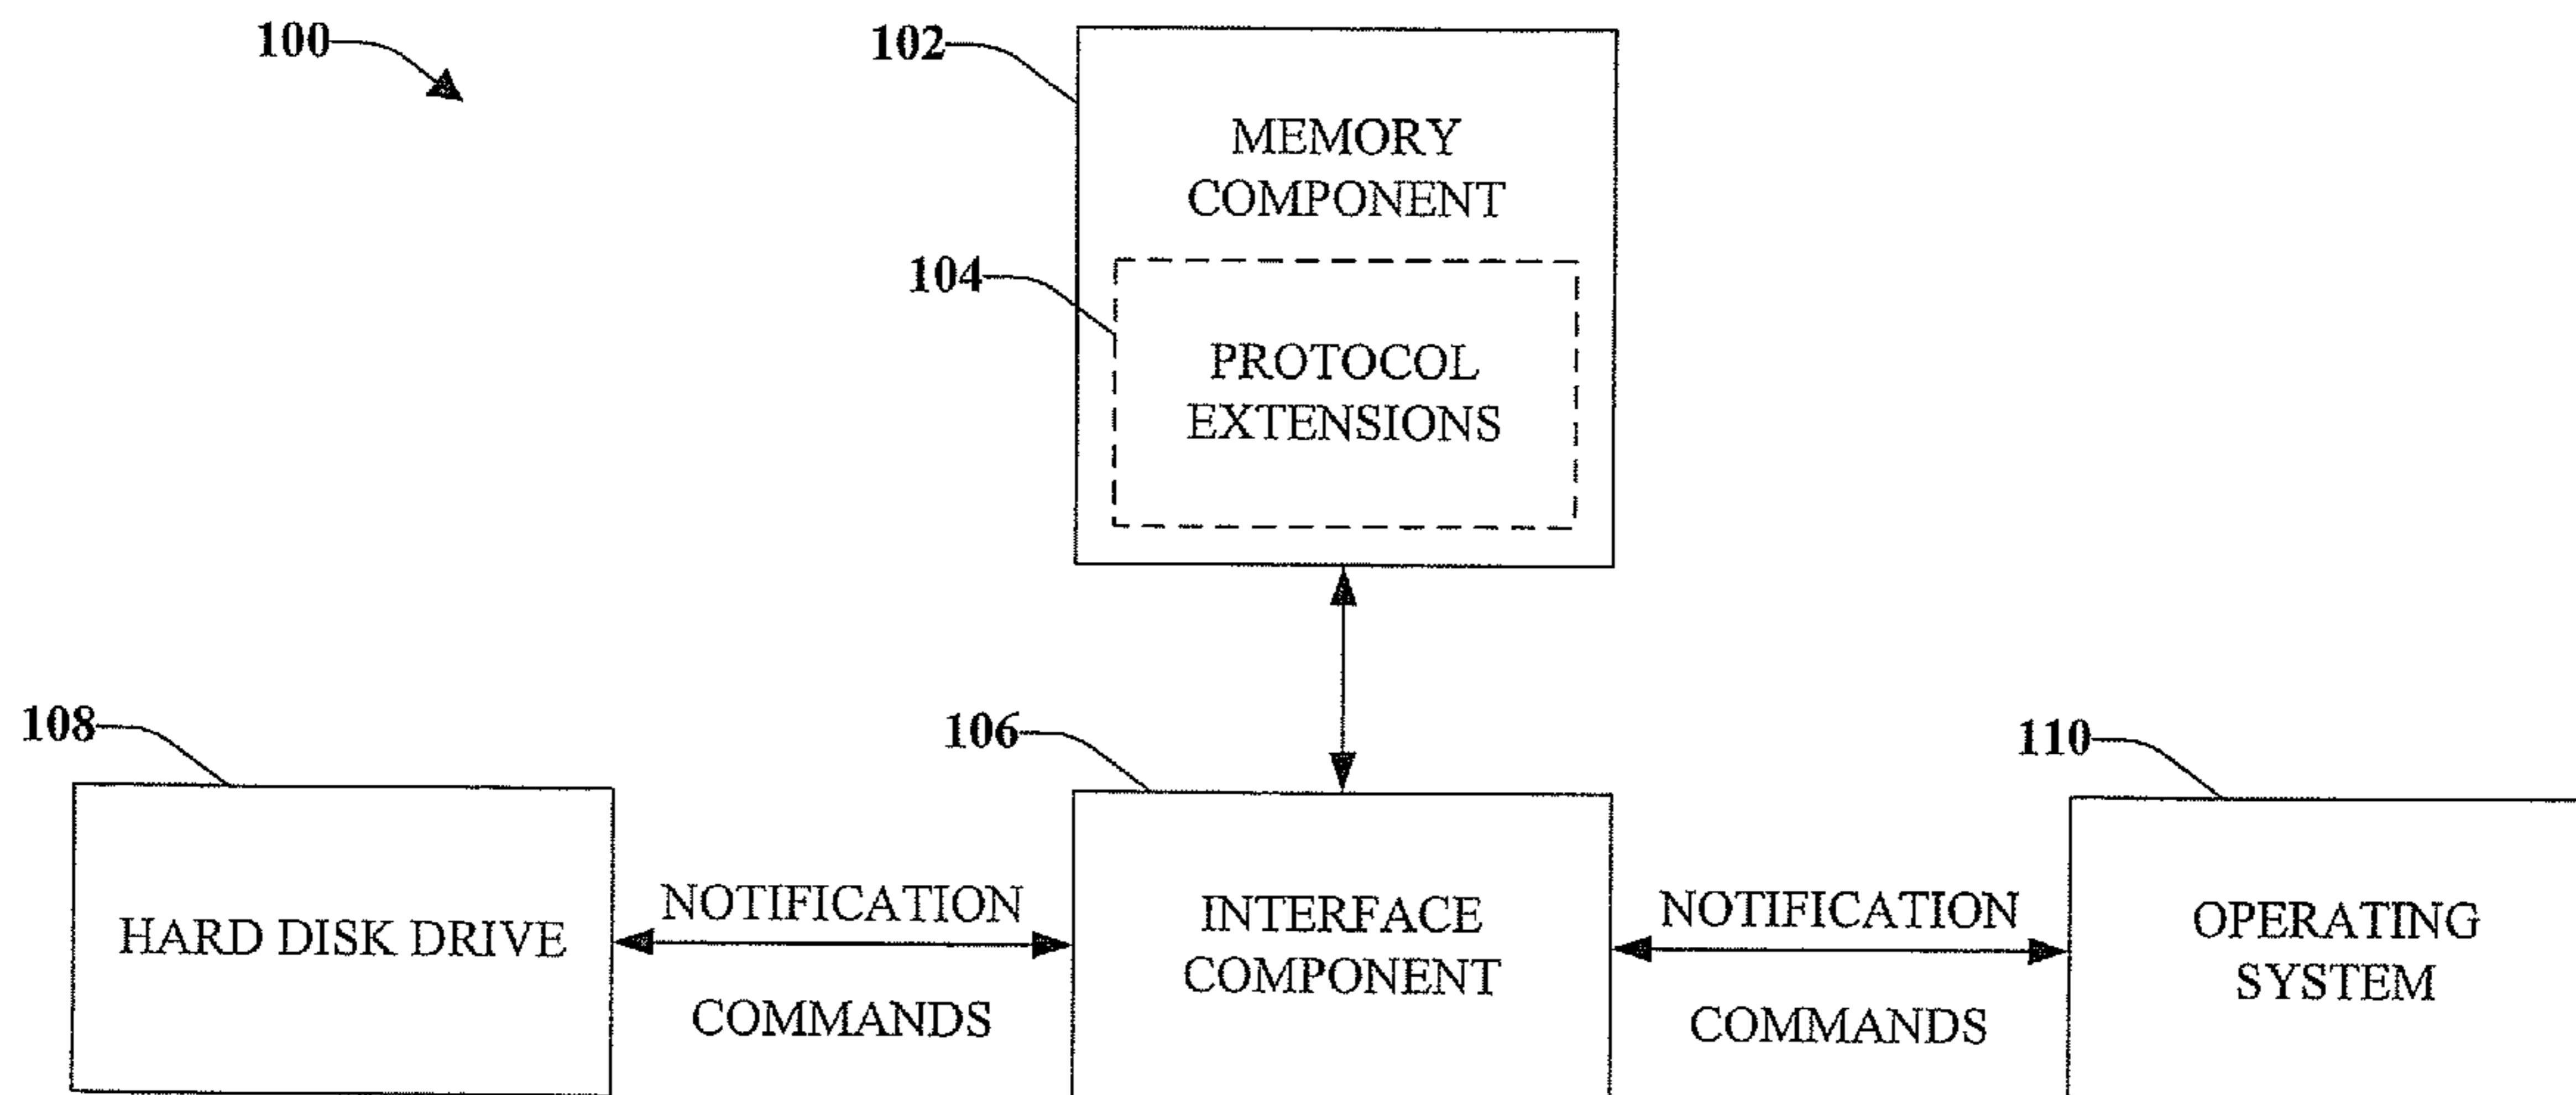 100
102
MEMORY
COMPONENT
104
PROTOCOL
EXTENSIONS
108
106
110
HARD DISK DRIVE
NOTIFICATION
COMMANDS
INTERFACE
COMPONENT
NOTIFICATION
COMMANDS
OPERATING
SYSTEM